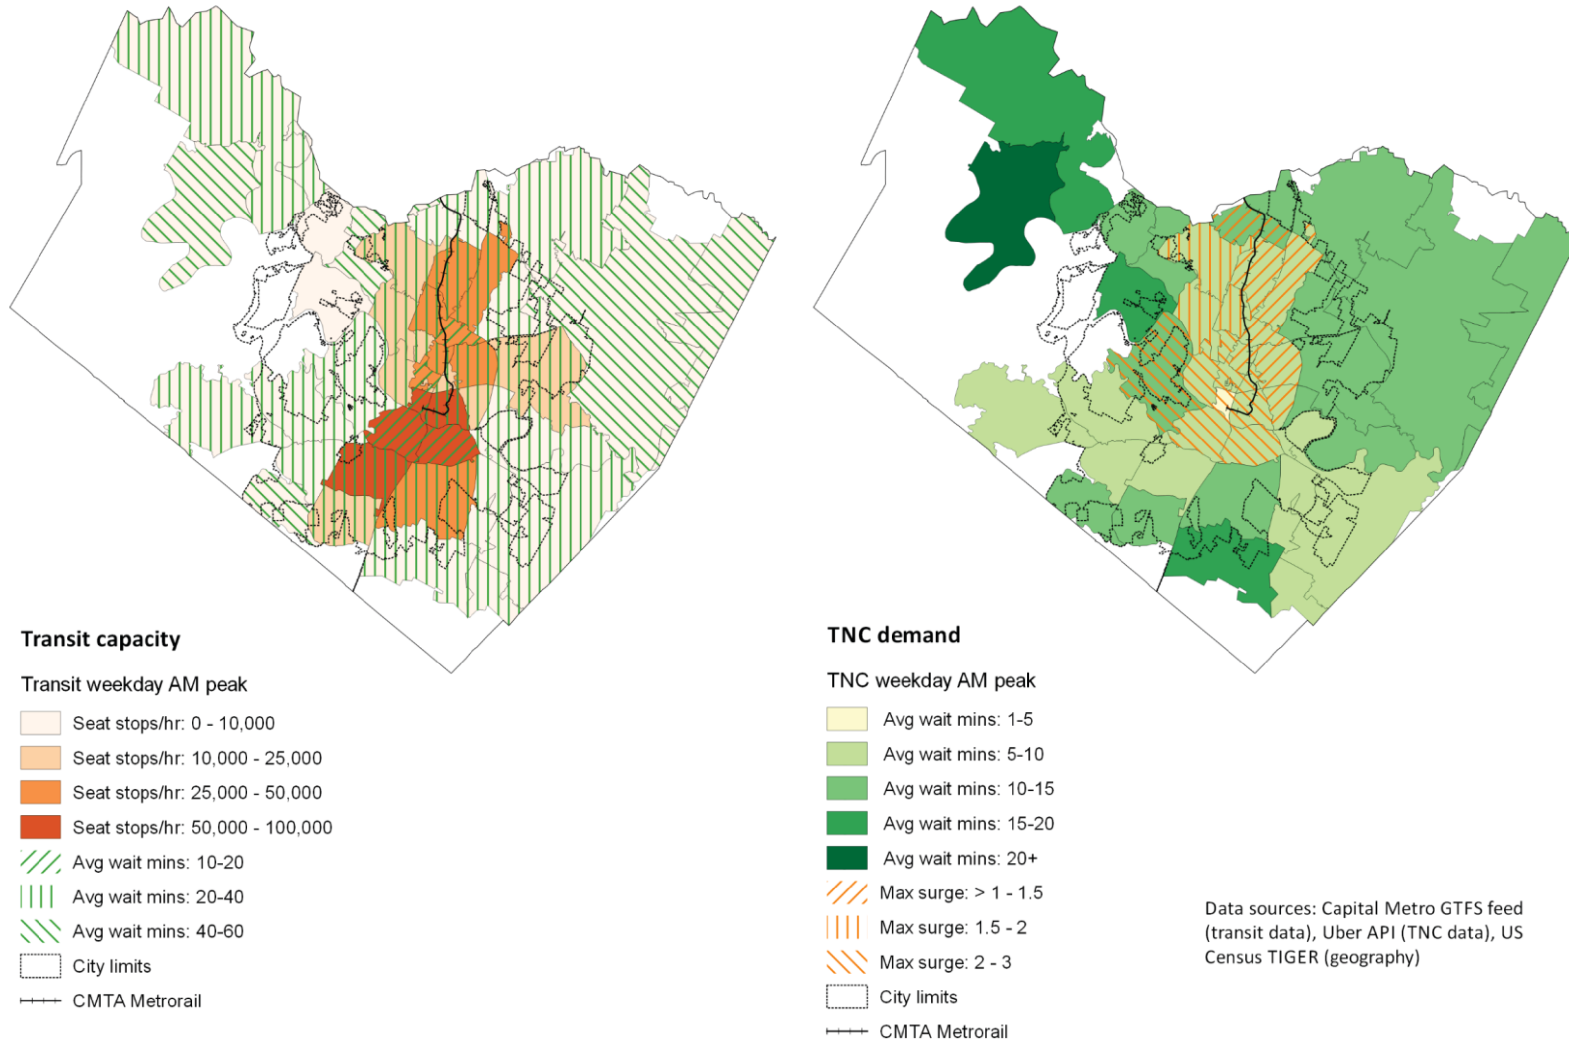 Transit capacity
Transit weekday AM peak
Seat stops/hr: 0 - 10,000
Seat stops/hr: 10,000 - 25,000
Seat stops/hr: 25,000 - 50,000
Seat stops/hr: 50,000 - 100,000
Avg wait mins: 10-20
Avg wait mins: 20-40
Avg wait mins: 40-60
City limits
CMTA Metrorail
TNC demand
TNC weekday AM peak
Avg wait mins: 1-5
Avg wait mins: 5-10
Avg wait mins: 10-15
Avg wait mins: 15-20
Avg wait mins: 20+
Max surge: > 1 - 1.5
Max surge: 1.5 - 2
Max surge: 2 - 3
City limits
CMTA Metrorail
Data sources: Capital Metro GTFS feed
(transit data), Uber API (TNC data), US
Census TIGER (geography)